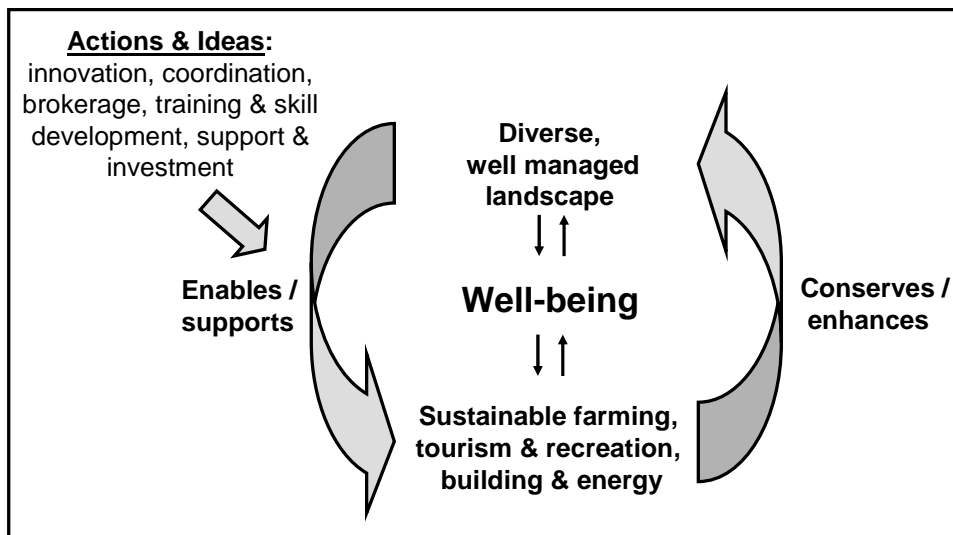 Actions & Ideas:
innovation, coordination,
brokerage, training & skill
development, support &
investment
Diverse,
well managed
landscape
Enables /
supports
Well-being
Conserves /
enhances
Sustainable farming,
tourism & recreation,
building & energy